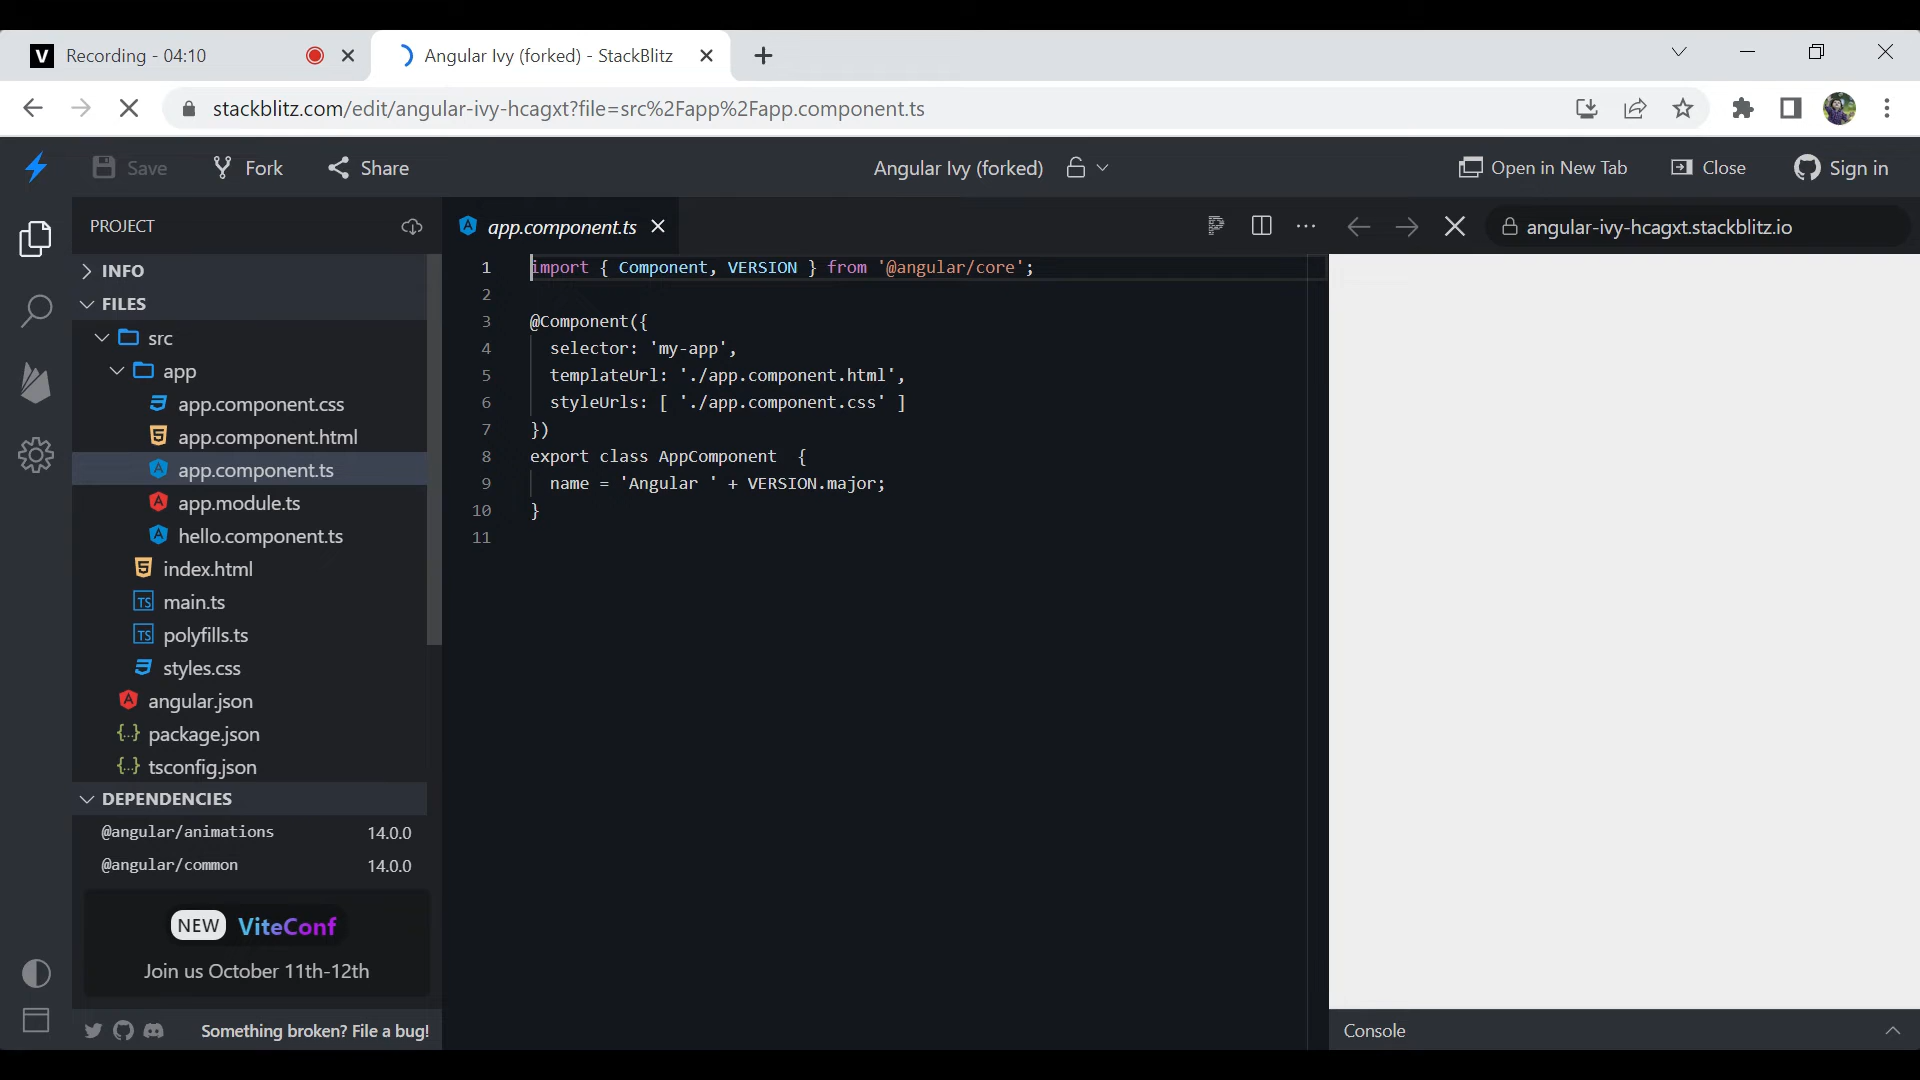 V Recording - 04:10
Angular Ivy (forked) - StackBlitz
stackblitz.com/edit/angular-ivy-hcagxt?file=src%2Fapp%2Fapp.component.ts
Save Fork Share
Angular Ivy (forked)
Open in New Tab Close Sign in
PROJECT
app.component.ts
angular-ivy-hcagxt.stackblitz.io
INFO
FILES
src
app
app.component.css
app.component.html
app.component.ts
app.module.ts
hello.component.ts
index.html
TS main.ts
TS polyfills.ts
styles.css
angular.json
{..} package.json
{..} tsconfig.json
DEPENDENCIES
@angular/animations 14.0.0
@angular/common 14.0.0
NEW ViteConf
Join us October 11th-12th
Something broken? File a bug!
1 import { Component, VERSION } from '@angular/core';
2
3 @Component({
4 selector: 'my-app',
5 templateUrl: './app.component.html',
6 styleUrls: [ './app.component.css' ]
7 })
8 export class AppComponent  {
9 name = 'Angular ' + VERSION.major;
10 }
11
Console